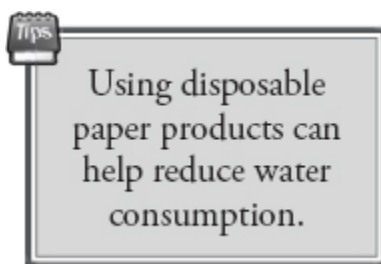 Tips
Using disposable
paper products can
help reduce water
consumption.